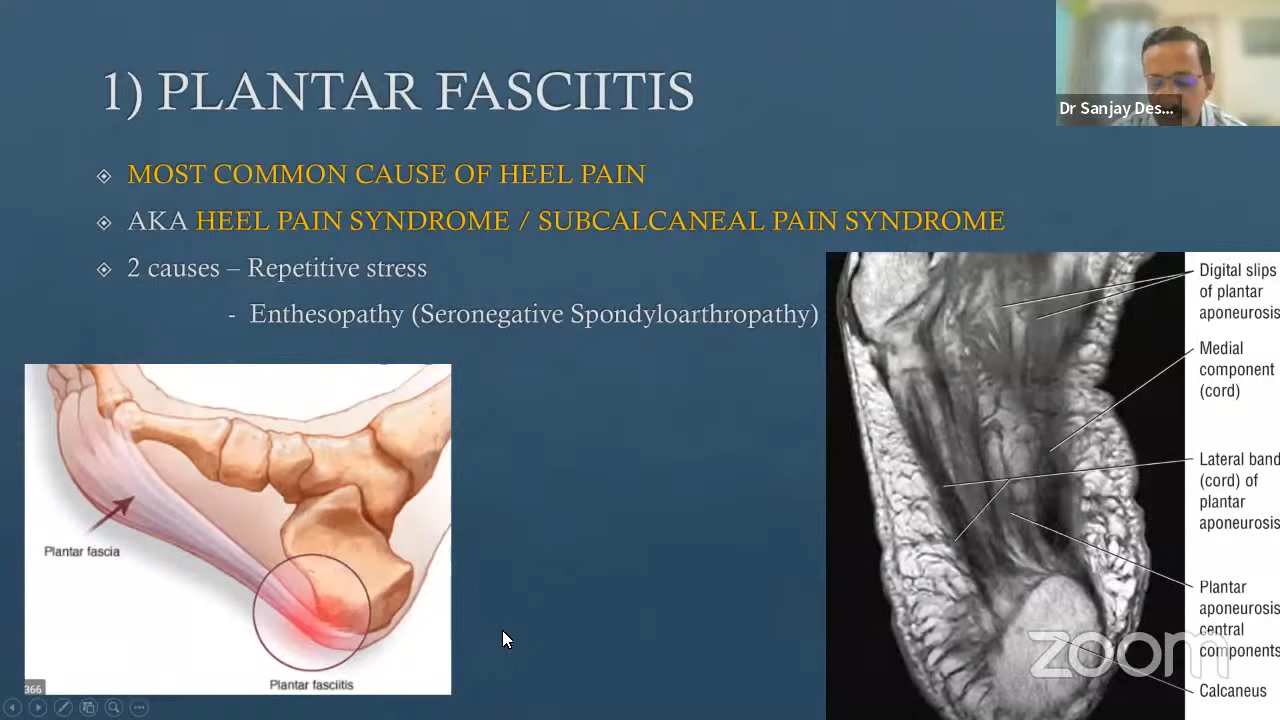 1) PLANTAR FASCIITIS
Dr Sanjay Des...
MOST COMMON CAUSE OF HEEL PAIN
AKA HEEL PAIN SYNDROME / SUBCALCANEAL PAIN SYNDROME
2 causes – Repetitive stress
- Enthesopathy (Seronegative Spondyloarthropathy)
Plantar fascia
Plantar fasciitis
366
Digital slips
of plantar
aponeurosis
Medial
component
(cord)
Lateral band
(cord) of
plantar
aponeurosis
Plantar
aponeurosis
central
components
Calcaneus
zoom